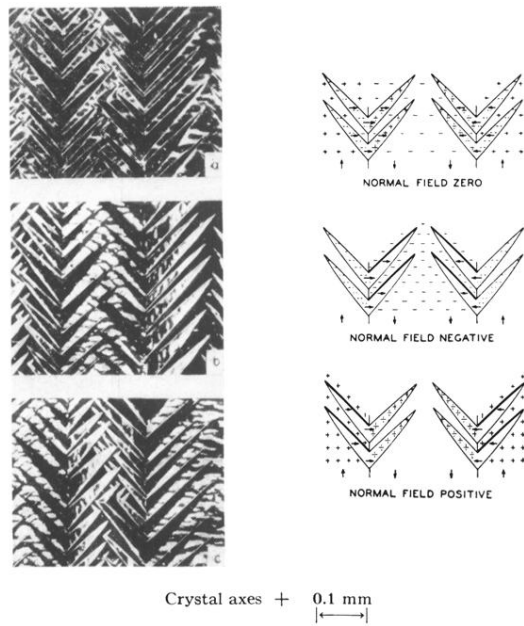 a
NORMAL FIELD ZERO
b
NORMAL FIELD NEGATIVE
c
NORMAL FIELD POSITIVE
Crystal axes + 0.1 mm